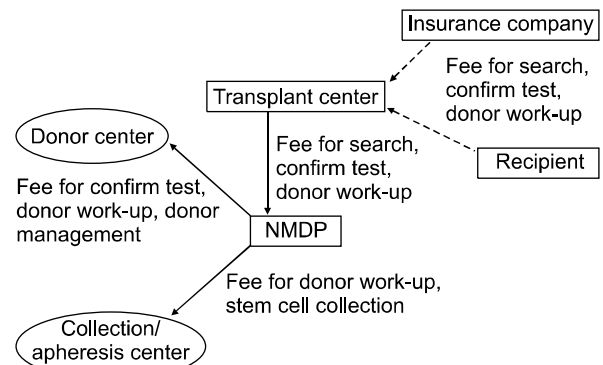 Insurance company
Fee for search,
confirm test,
donor work-up
Transplant center
Recipient
Donor center
Fee for search,
confirm test,
donor work-up
Fee for confirm test,
donor work-up, donor
management
NMDP
Fee for donor work-up,
stem cell collection
Collection/
apheresis center